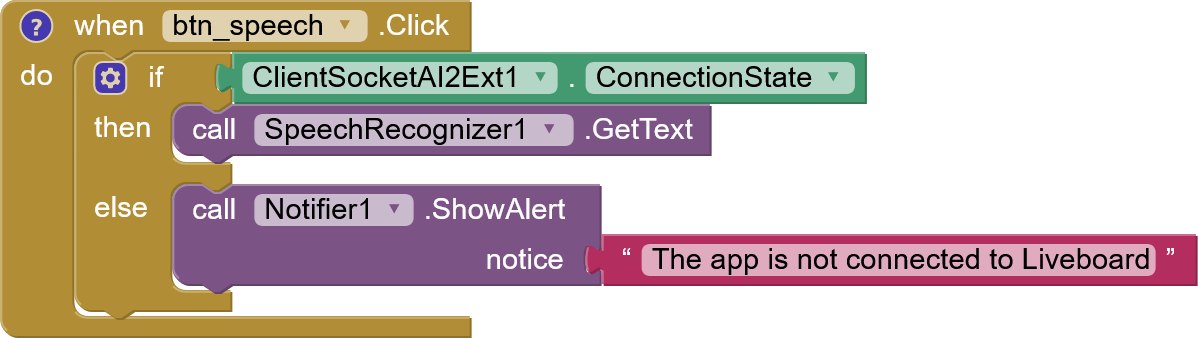 ? when btn_speech .Click
do if ClientSocketAI2Ext1 . ConnectionState
then call SpeechRecognizer1 .GetText
else call Notifier1 .ShowAlert
notice “ The app is not connected to Liveboard ”